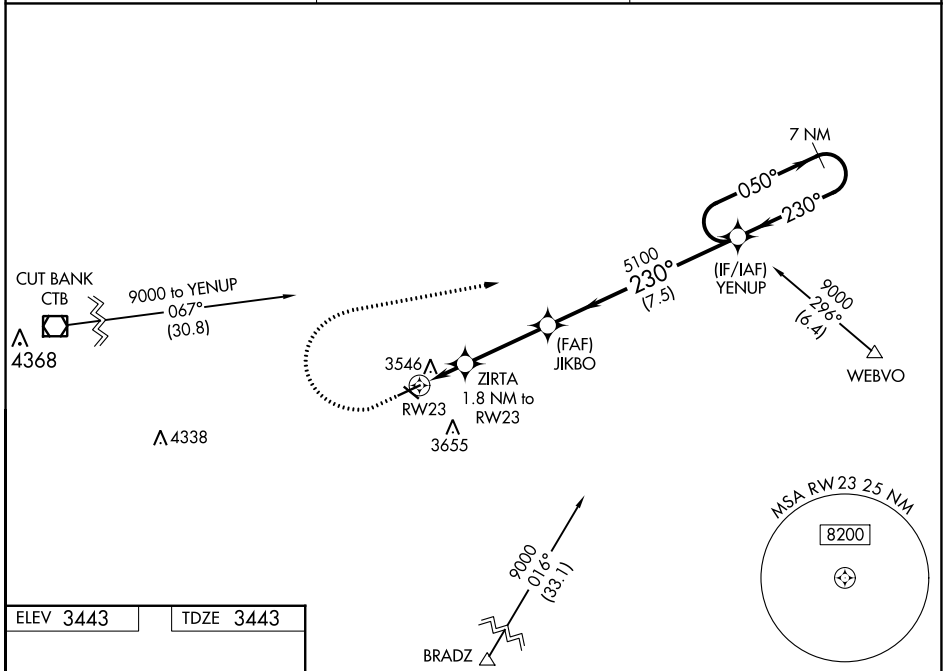 7 NM
050°
230°
(IF/IAF)
YENUP
5100
230°
(7.5)
9000
296°
(6.4)
WEBVO
CUT BANK
CTB
9000 to YENUP
067°
(30.8)
4368
(FAF)
JIKBO
3546
ZIRTA
1.8 NM to
RW23
RW23
3655
4338
MSA RW 23 25 NM
8200
9000
016°
(33.1)
BRADZ
ELEV 3443
TDZE 3443